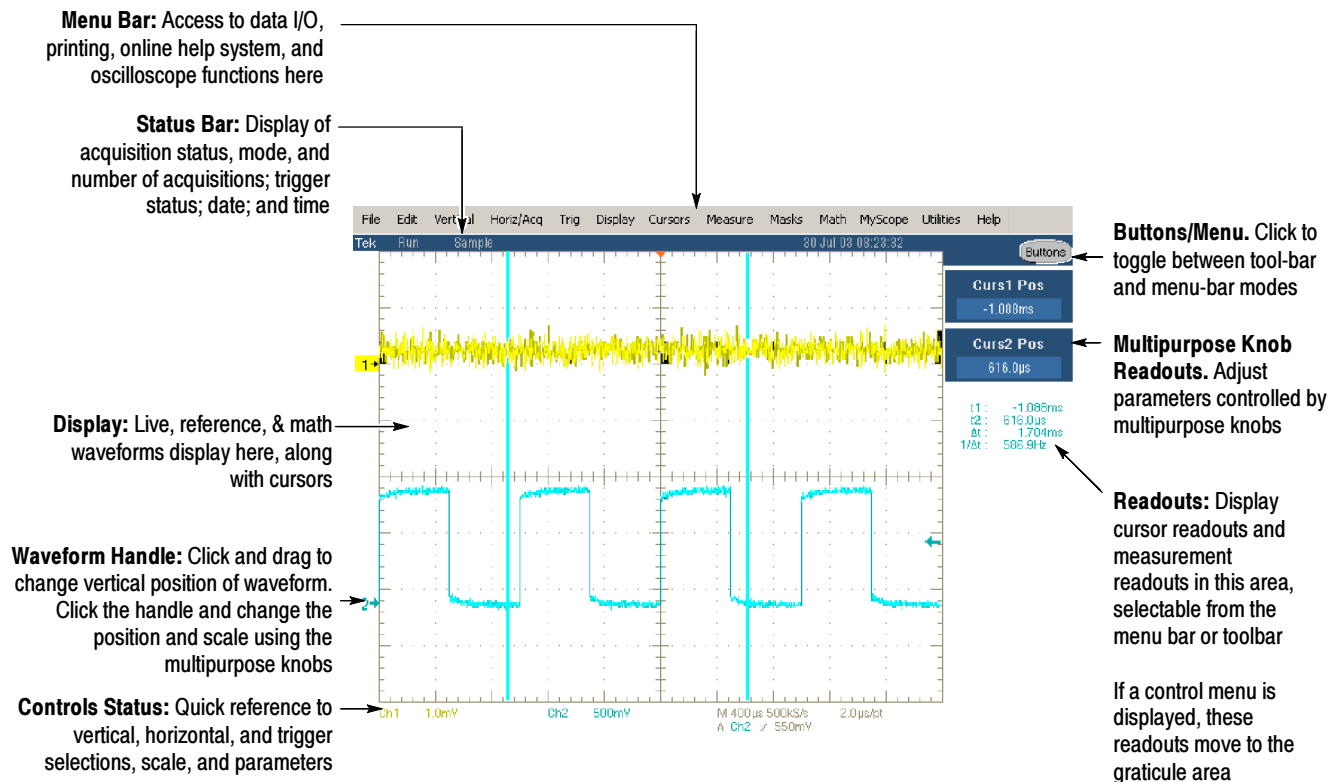 Menu Bar: Access to data I/O,
printing, online help system, and
oscilloscope functions here
Status Bar: Display of
acquisition status, mode, and
number of acquisitions; trigger
status; date; and time
File Edit Vertical Horiz/Acq Trig Display Cursors Measure Masks Math MyScope Utilities Help
Tek Run Sample 30 Jul 03 08:23:32
Buttons
Curs1 Pos
-1.088ms
Curs2 Pos
616.0µs
t1: -1.088ms
t2: 616.0µs
Δt: 1.704ms
1/Δt: 586.9Hz
1
2
Buttons/Menu. Click to
toggle between tool-bar
and menu-bar modes
Multipurpose Knob
Readouts. Adjust
parameters controlled by
multipurpose knobs
Display: Live, reference, & math
waveforms display here, along
with cursors
Waveform Handle: Click and drag to
change vertical position of waveform.
Click the handle and change the
position and scale using the
multipurpose knobs
Readouts: Display
cursor readouts and
measurement
readouts in this area,
selectable from the
menu bar or toolbar
If a control menu is
displayed, these
readouts move to the
graticule area
Controls Status: Quick reference to
vertical, horizontal, and trigger
selections, scale, and parameters
Ch1 1.0mV Ch2 500mV M 400µs 500kS/s 2.0µs/pt
A Ch2 ⁄ 550mV